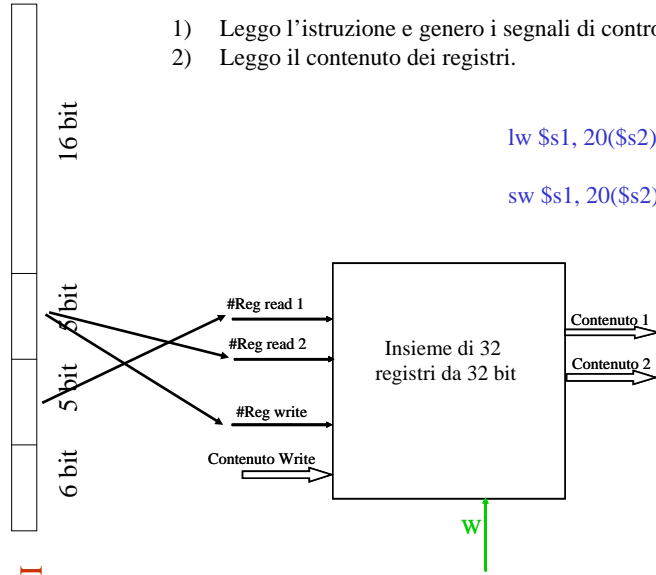 1) Leggo l'istruzione e genero i segnali di contro
2) Leggo il contenuto dei registri.
16 bit
lw $s1, 20($s2)
sw $s1, 20($s2)
5 bit
#Reg read 1
#Reg read 2
Contenuto 1
Insieme di 32
registri da 32 bit
Contenuto 2
5 bit
#Reg write
Contenuto Write
6 bit
W
I